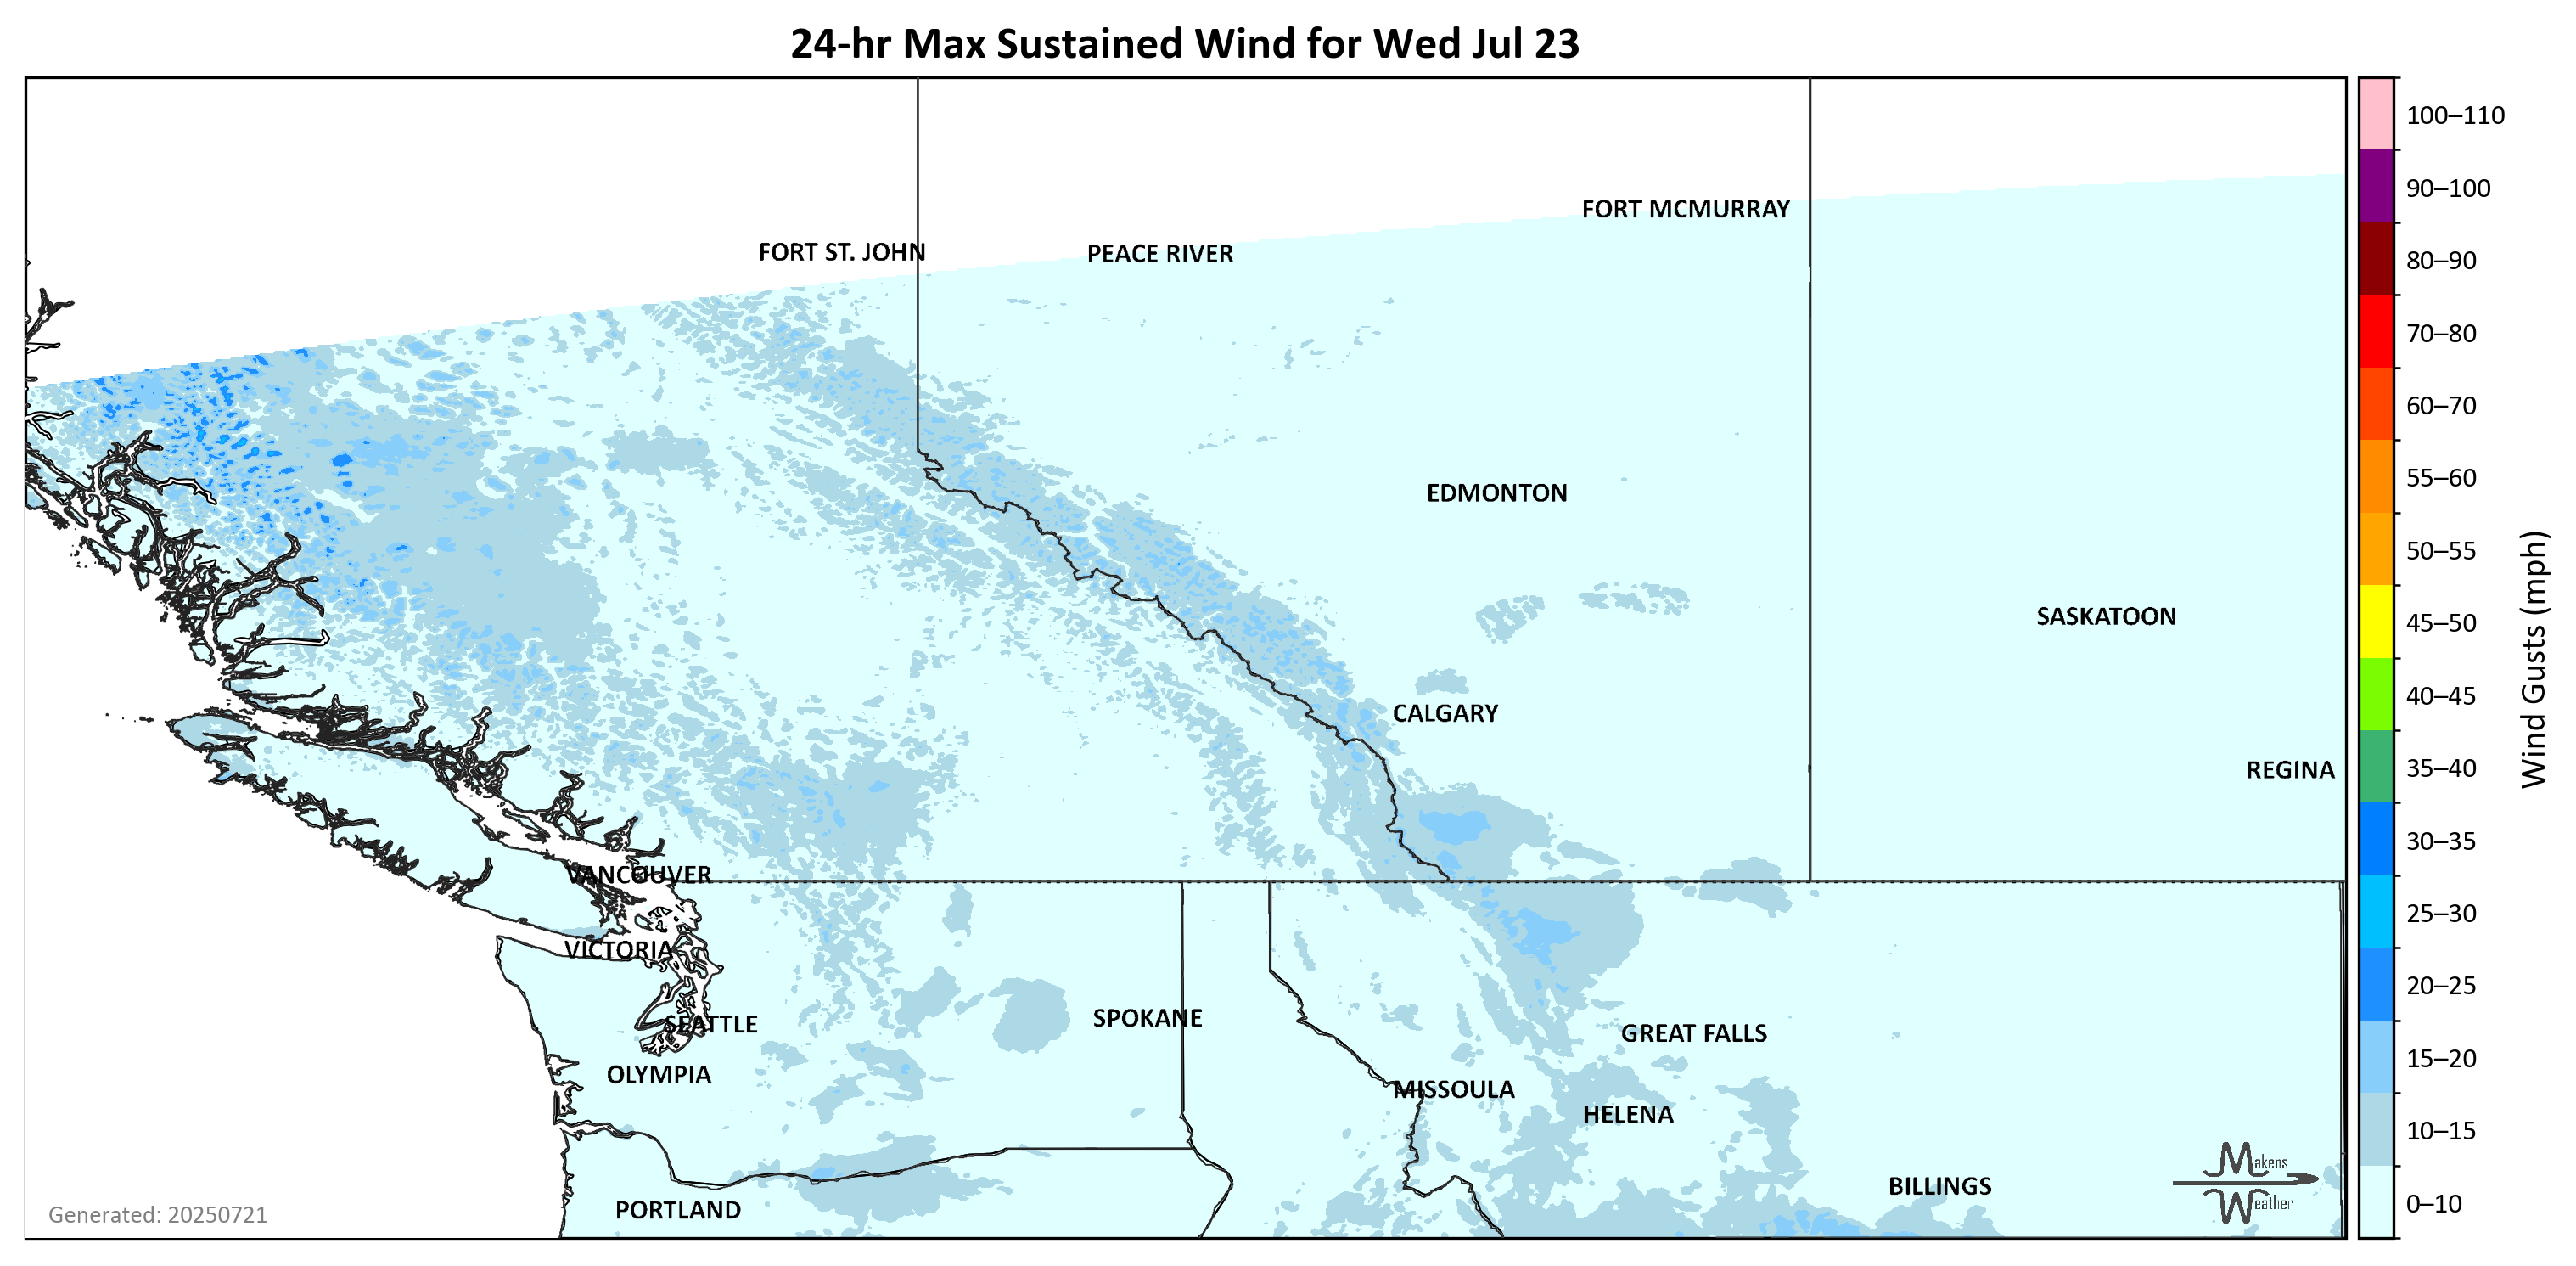 24-hr Max Sustained Wind for Wed Jul 23
100–110
90–100
80–90
70–80
60–70
55–60
50–55
45–50
40–45
35–40
30–35
25–30
20–25
15–20
10–15
0–10
Wind Gusts (mph)
FORT MCMURRAY
FORT ST. JOHN
PEACE RIVER
EDMONTON
SASKATOON
CALGARY
REGINA
VANCOUVER
VICTORIA
SEATTLE
SPOKANE
GREAT FALLS
OLYMPIA
MISSOULA
HELENA
BILLINGS
PORTLAND
Makens
Weather
Generated: 20250721